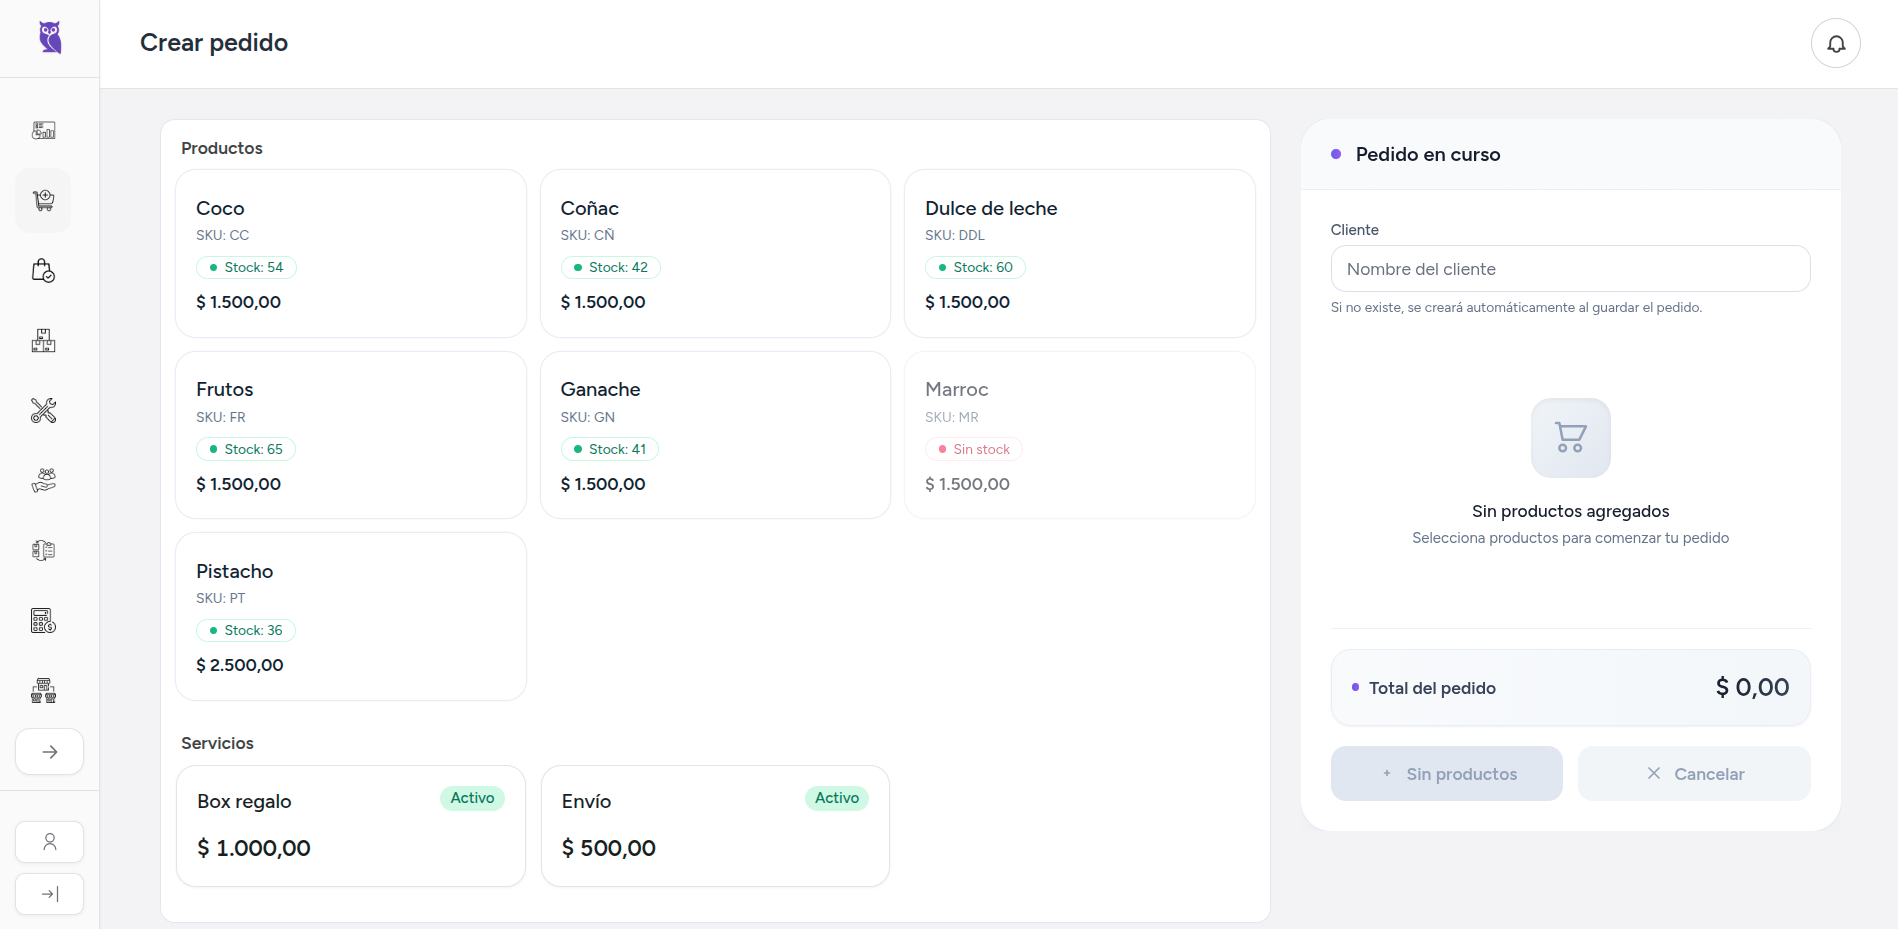 Crear pedido
Productos
Coco
SKU: CC
Stock: 54
$ 1.500,00
Coñac
SKU: CÑ
Stock: 42
$ 1.500,00
Dulce de leche
SKU: DDL
Stock: 60
$ 1.500,00
Frutos
SKU: FR
Stock: 65
$ 1.500,00
Ganache
SKU: GN
Stock: 41
$ 1.500,00
Marroc
SKU: MR
Sin stock
$ 1.500,00
Pistacho
SKU: PT
Stock: 36
$ 2.500,00
Servicios
Box regalo
Activo
$ 1.000,00
Envío
Activo
$ 500,00
Pedido en curso
Cliente
Nombre del cliente
Si no existe, se creará automáticamente al guardar el pedido.
Sin productos agregados
Selecciona productos para comenzar tu pedido
Total del pedido
$ 0,00
+ Sin productos
Cancelar